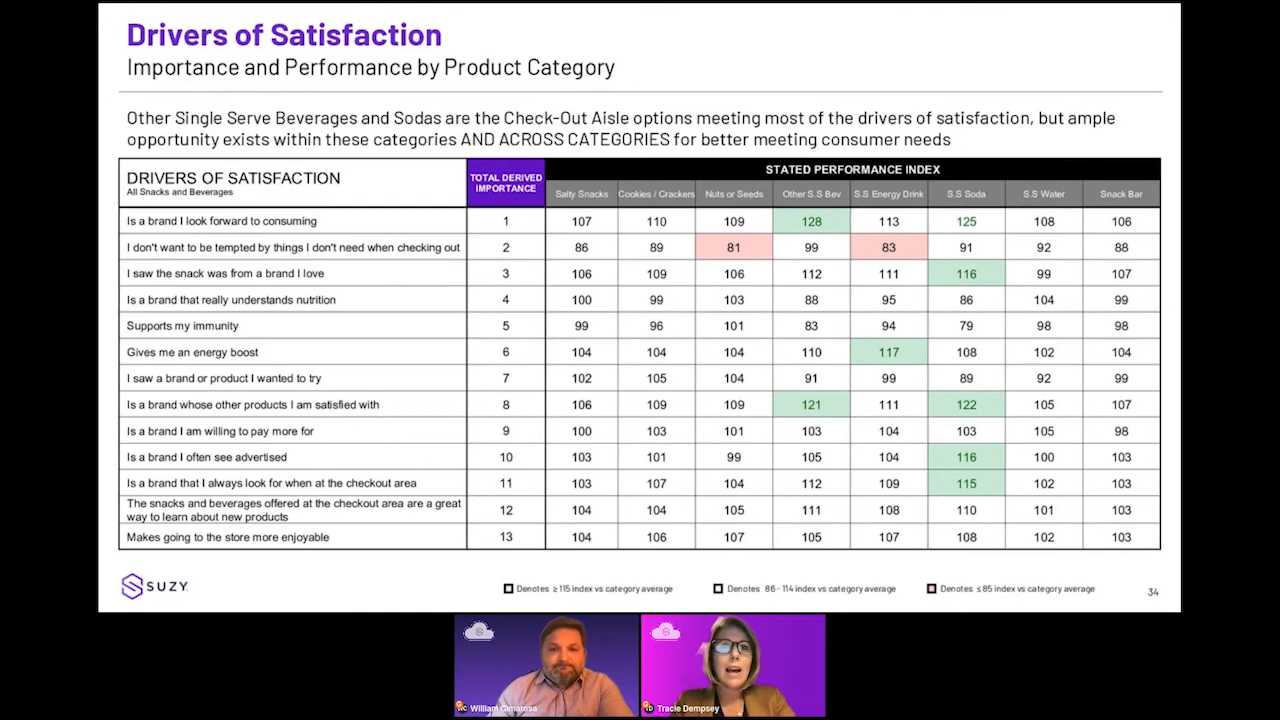 Drivers of Satisfaction
Importance and Performance by Product Category
Other Single Serve Beverages and Sodas are the Check-Out Aisle options meeting most of the drivers of satisfaction, but ample
opportunity exists within these categories AND ACROSS CATEGORIES for better meeting consumer needs
DRIVERS OF SATISFACTION
All Snacks and Beverages
TOTAL DERIVED
IMPORTANCE
STATED PERFORMANCE INDEX
Salty Snacks Cookies / Crackers Nuts or Seeds Other S.S Bev S.S Energy Drink S.S Soda S.S Water Snack Bar
Is a brand I look forward to consuming 1 107 110 109 128 113 125 108 106
I don't want to be tempted by things I don't need when checking out 2 86 89 81 99 83 91 92 88
I saw the snack was from a brand I love 3 106 109 106 112 111 116 99 107
Is a brand that really understands nutrition 4 100 99 103 88 95 86 104 99
Supports my immunity 5 99 96 101 83 94 79 98 98
Gives me an energy boost 6 104 104 104 110 117 108 102 104
I saw a brand or product I wanted to try 7 102 105 104 91 99 89 92 99
Is a brand whose other products I am satisfied with 8 106 109 109 121 111 122 105 107
Is a brand I am willing to pay more for 9 100 103 101 103 104 103 105 98
Is a brand I often see advertised 10 103 101 99 105 104 116 100 103
Is a brand that I always look for when at the checkout area 11 103 107 104 112 109 115 102 103
The snacks and beverages offered at the checkout area are a great
way to learn about new products 12 104 104 105 111 108 110 101 103
Makes going to the store more enjoyable 13 104 106 107 105 107 108 102 103
SUZY
Denotes ≥ 115 index vs category average
Denotes 86 - 114 index vs category average
Denotes ≤ 85 index vs category average
34
William Cimarosa
Tracie Dempsey